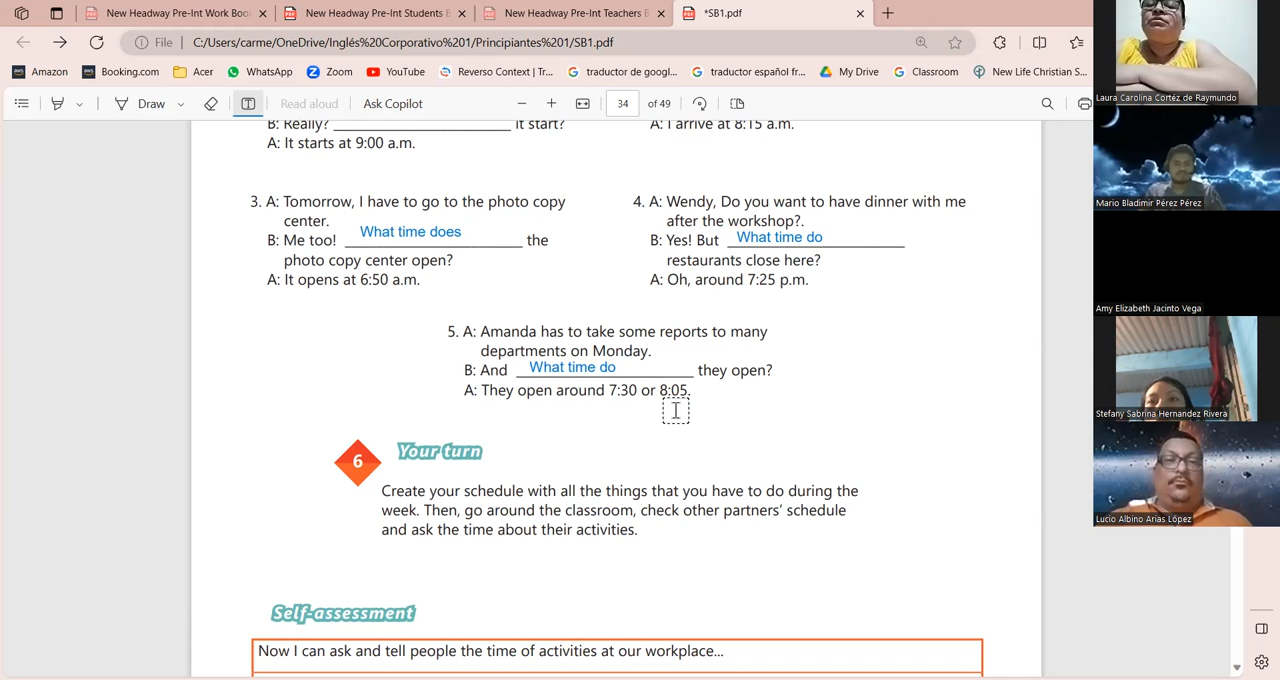 New Headway Pre-Int Work Boo
New Headway Pre-Int Students B
New Headway Pre-Int Teachers B
*SB1.pdf
File
C:/Users/carme/OneDrive/Inglés%20Corporativo%201/Principiantes%201/SB1.pdf
Amazon
Booking.com
Acer
WhatsApp
Zoom
YouTube
Reverso Context | Tr...
traductor de googl...
traductor español fr...
My Drive
Classroom
New Life Christian S...
Draw
Read aloud
Ask Copilot
34
of 49
B: Really? ____________________ it start?
A: It starts at 9:00 a.m.
A: I arrive at 8:15 a.m.
3. A: Tomorrow, I have to go to the photo copy
center.
B: Me too! What time does the
photo copy center open?
A: It opens at 6:50 a.m.
4. A: Wendy, Do you want to have dinner with me
after the workshop?.
B: Yes! But What time do
restaurants close here?
A: Oh, around 7:25 p.m.
5. A: Amanda has to take some reports to many
departments on Monday.
B: And What time do they open?
A: They open around 7:30 or 8:05.
6
Your turn
Create your schedule with all the things that you have to do during the
week. Then, go around the classroom, check other partners’ schedule
and ask the time about their activities.
Self-assessment
Now I can ask and tell people the time of activities at our workplace...
Laura Carolina Cortéz de Raymundo
Mario Bladimir Pérez Pérez
Amy Elizabeth Jacinto Vega
Stefany Sabrina Hernandez Rivera
Lucio Albino Arias López